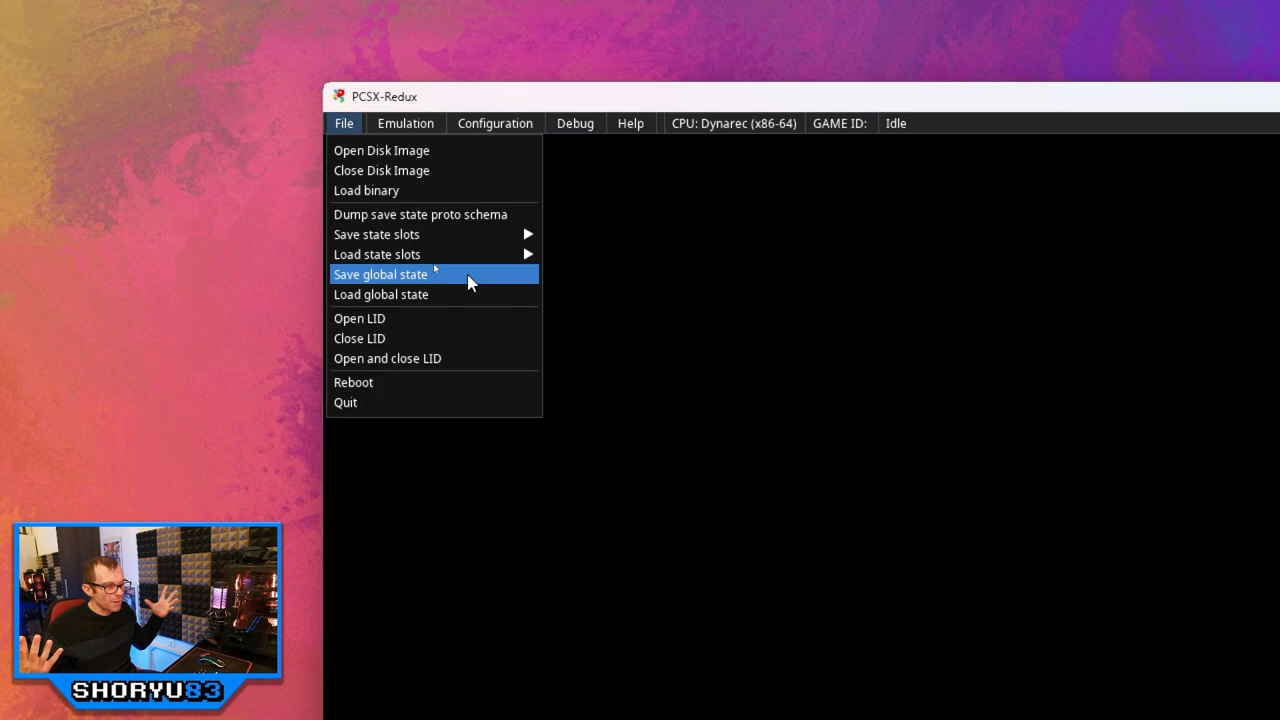 PCSX-Redux
File Emulation Configuration Debug Help CPU: Dynarec (x86-64) GAME ID: Idle
Open Disk Image
Close Disk Image
Load binary
Dump save state proto schema
Save state slots
Load state slots
Save global state
Load global state
Open LID
Close LID
Open and close LID
Reboot
Quit
SHORYU83